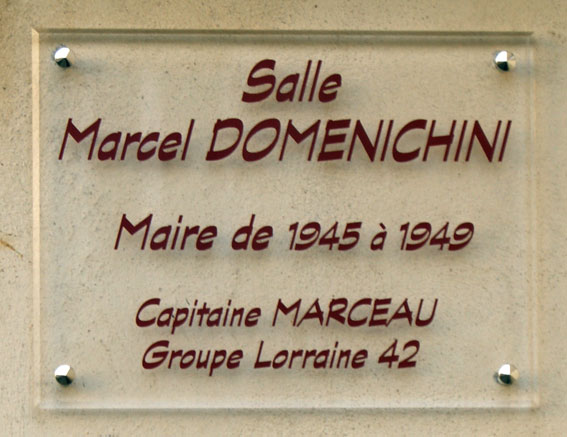 Salle
Marcel DOMENICHINI
Maire de 1945 à 1949
Capitaine MARCEAU
Groupe Lorraine 42